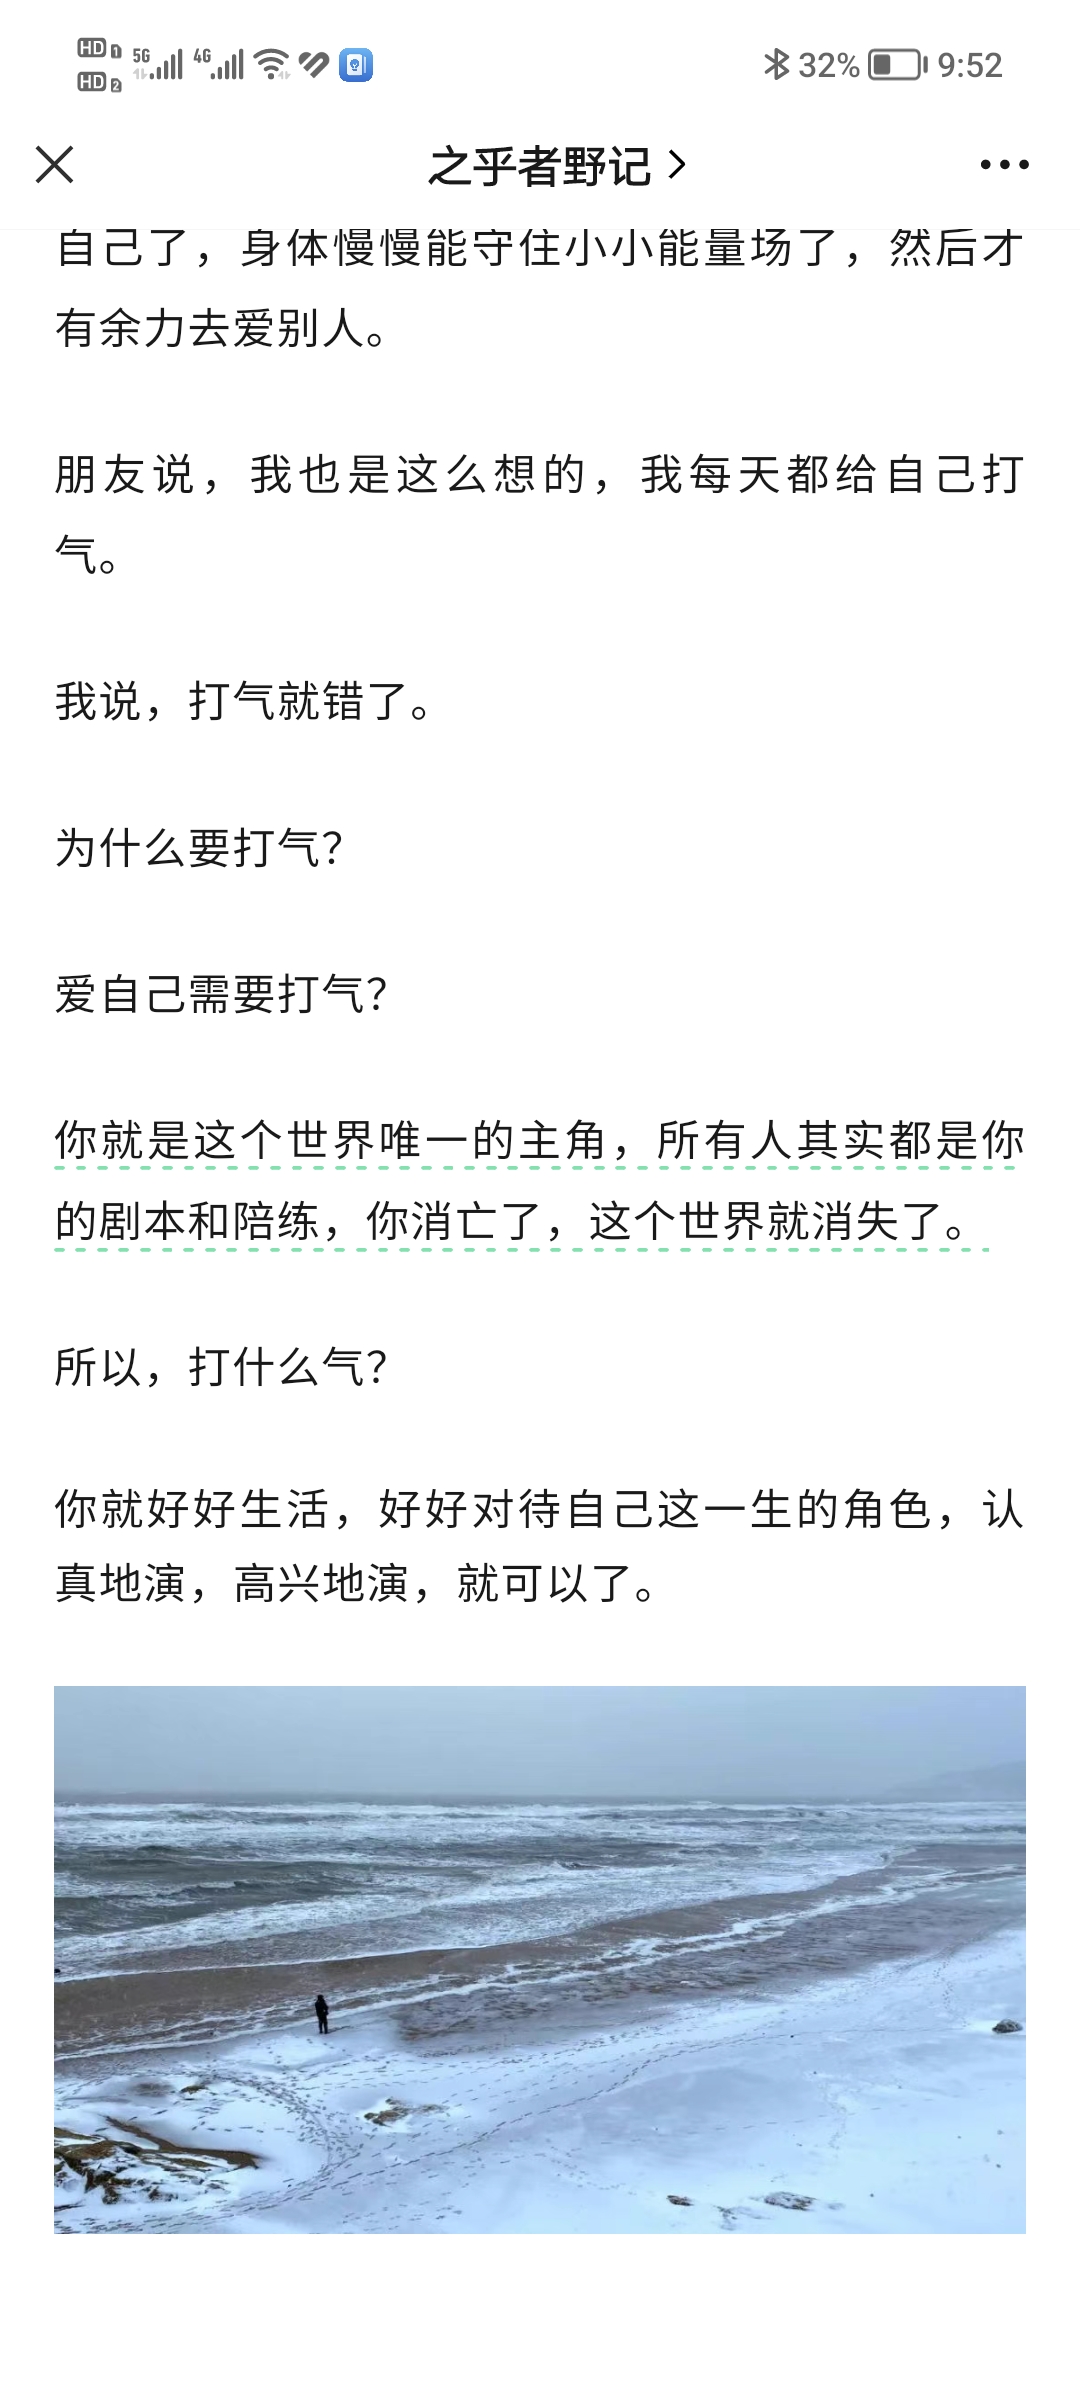 HD 1 5G 4G 32% 9:52
HD 2
之乎者野记
自己了，身体慢慢能守住小小能量场了，然后才
有余力去爱别人。
朋友说，我也是这么想的，我每天都给自己打
气。
我说，打气就错了。
为什么要打气？
爱自己需要打气？
你就是这个世界唯一的主角，所有人其实都是你
的剧本和陪练，你消亡了，这个世界就消失了。
所以，打什么气？
你就好好生活，好好对待自己这一生的角色，认
真地演，高兴地演，就可以了。